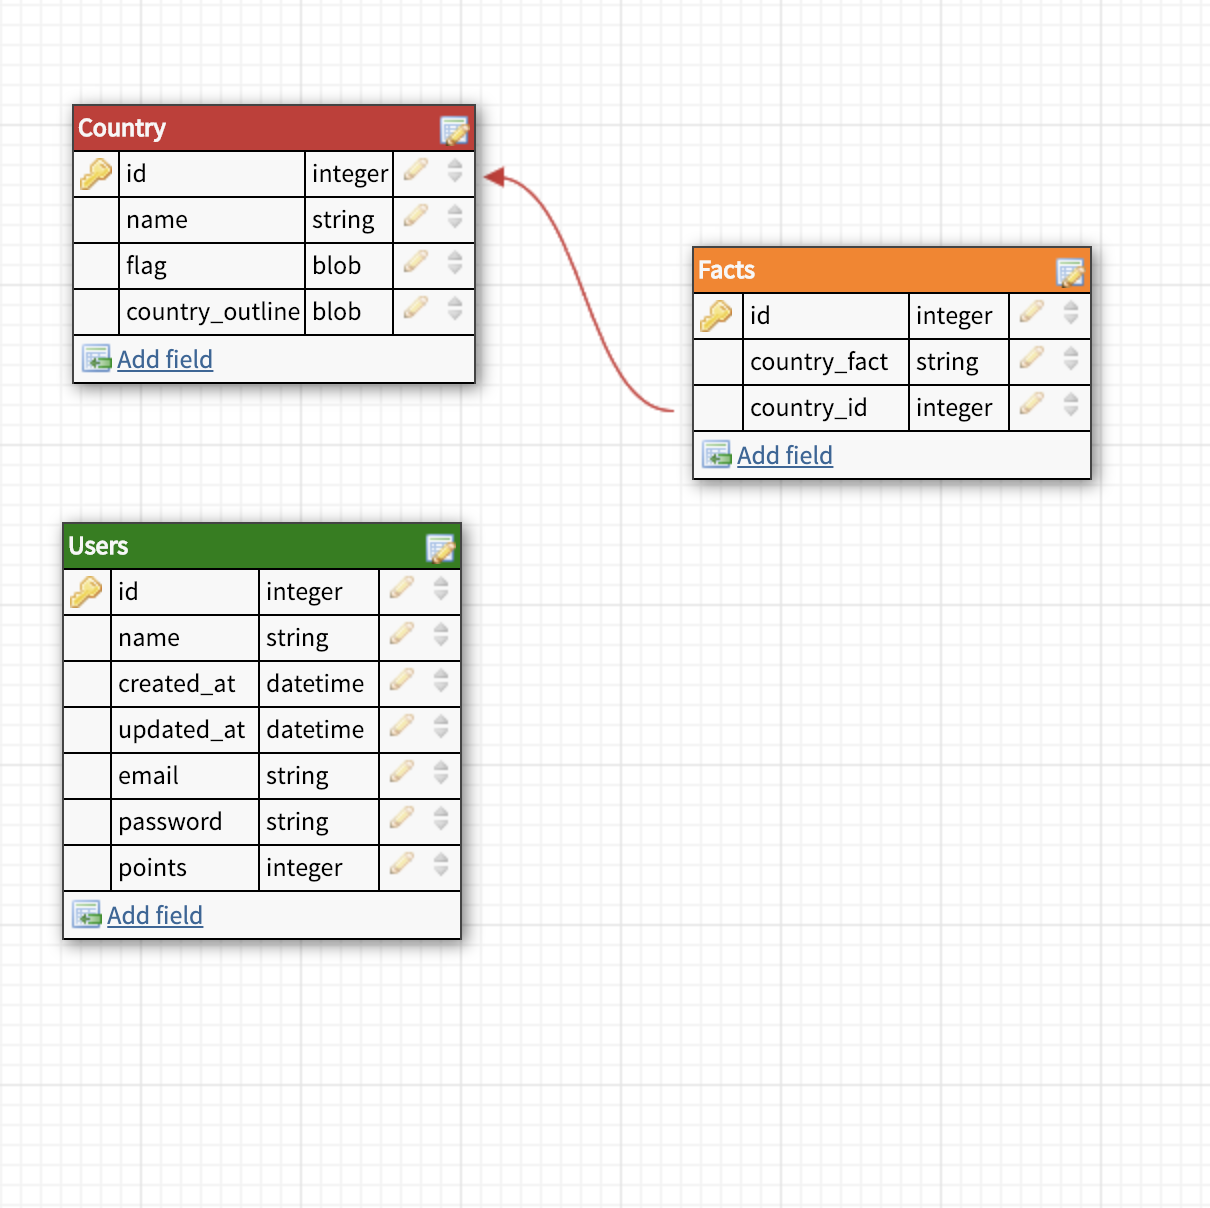 Country
id integer
name string
flag blob
country_outline blob
Add field
Facts
id integer
country_fact string
country_id integer
Add field
Users
id integer
name string
created_at datetime
updated_at datetime
email string
password string
points integer
Add field